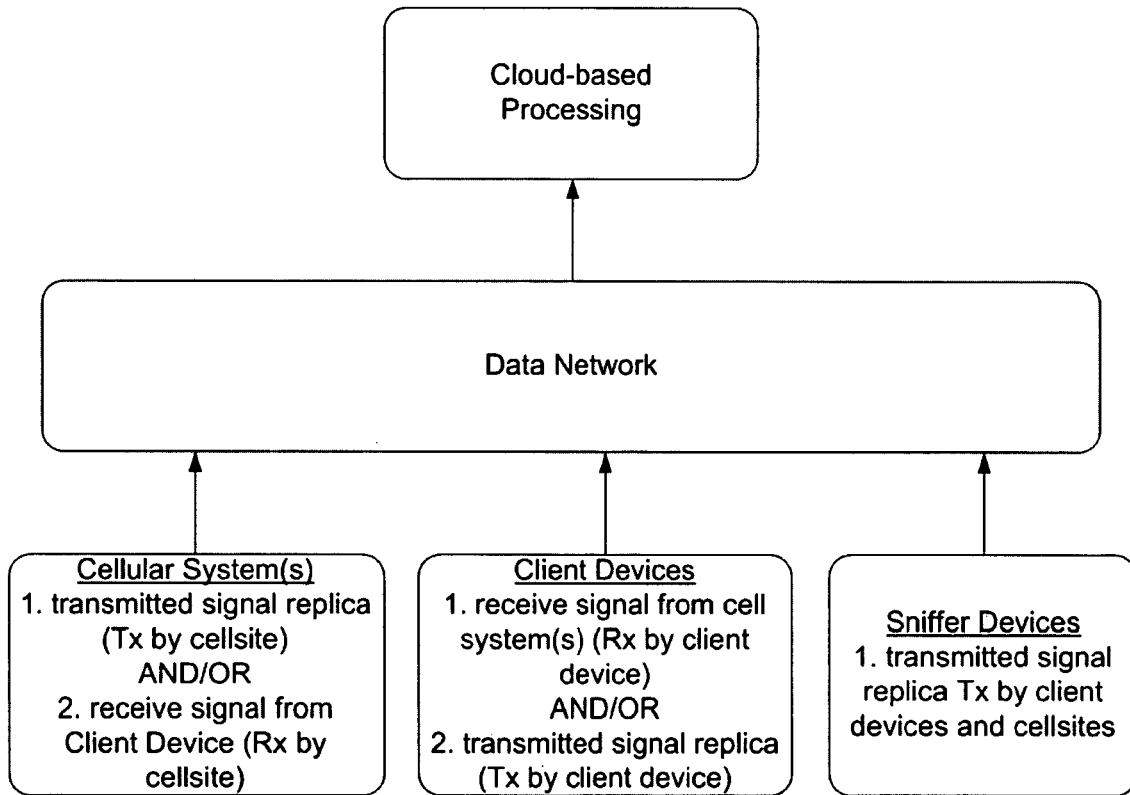 Cloud-based
Processing
Data Network
Cellular System(s)
1. transmitted signal replica
(Tx by cellsite)
AND/OR
2. receive signal from
Client Device (Rx by
cellsite)
Client Devices
1. receive signal from cell
system(s) (Rx by client
device)
AND/OR
2. transmitted signal replica
(Tx by client device)
Sniffer Devices
1. transmitted signal
replica Tx by client
devices and cellsites